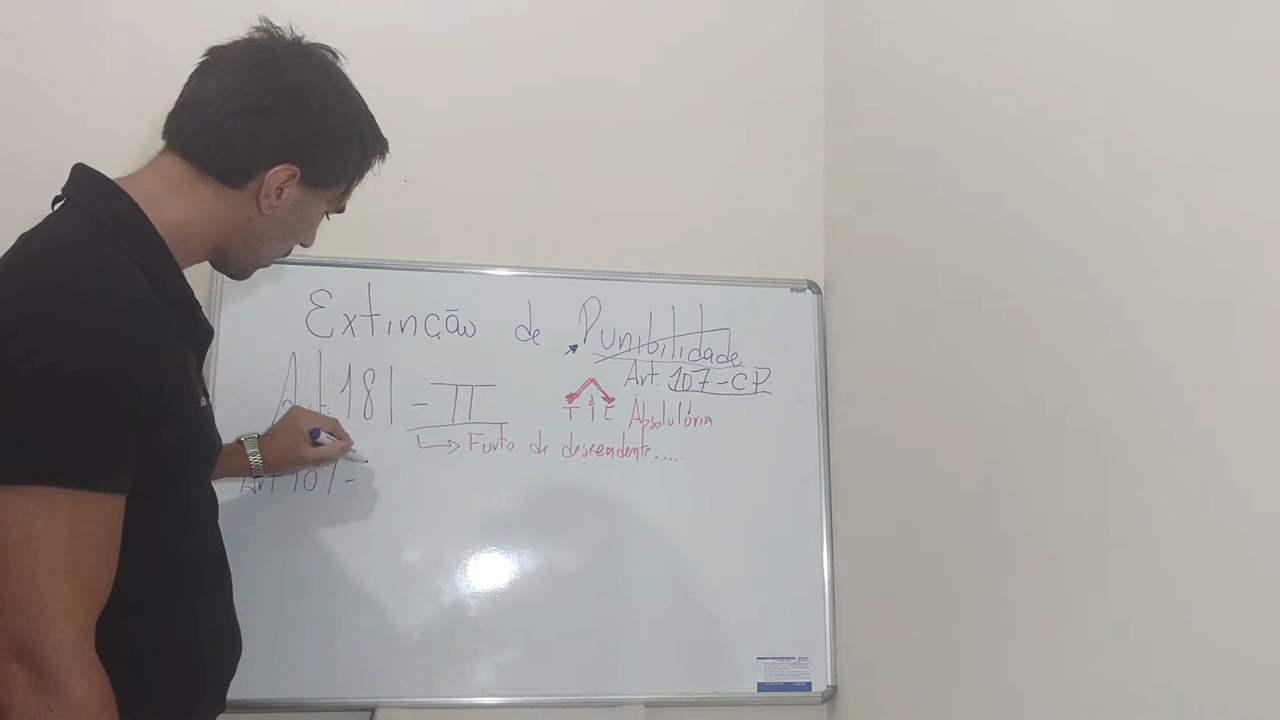 Extinção de Punibilidade
Art. 107-CP
Art. 181 - II
T i C Absolutória
Furto de descendente.....
Art 107 -